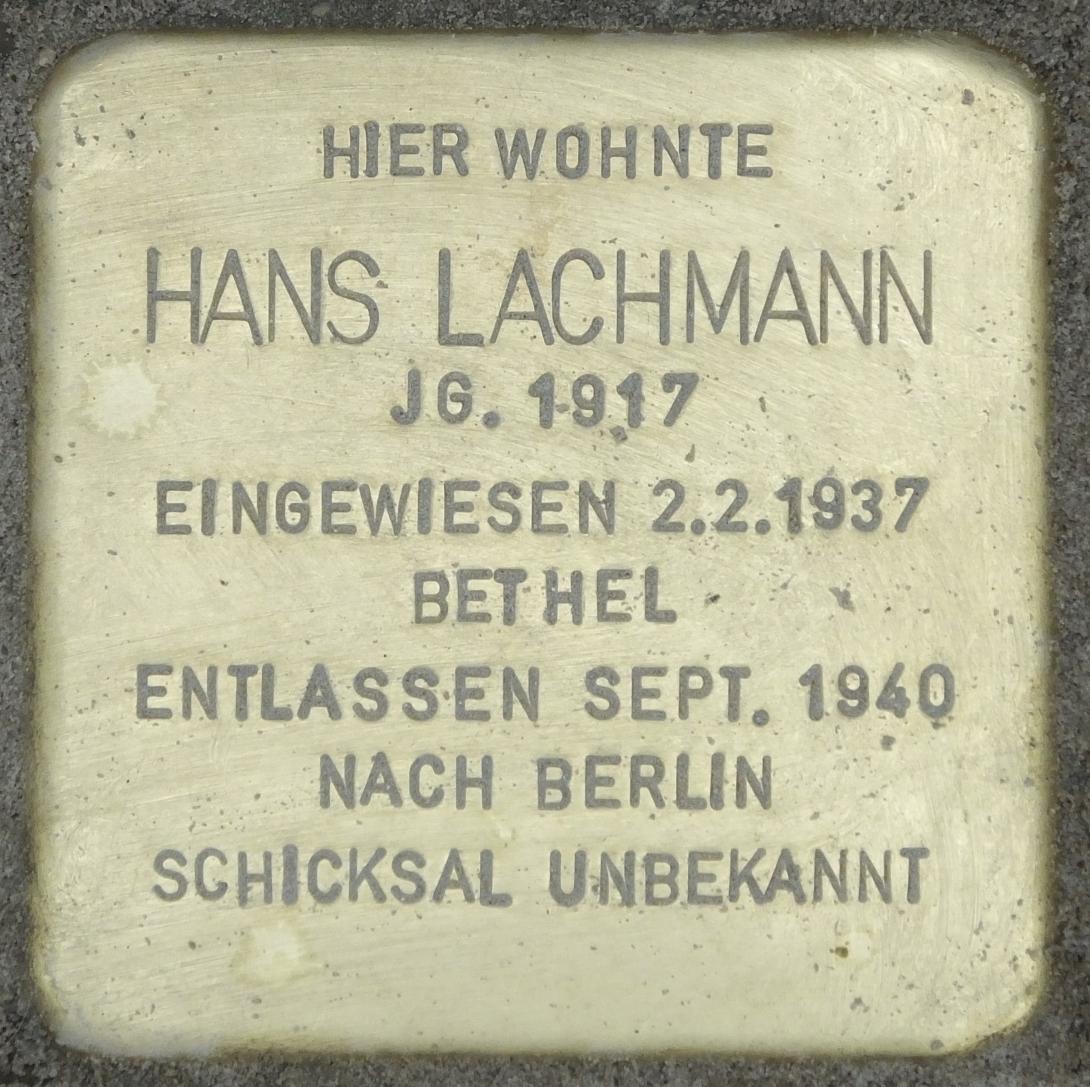 HIER WOHNTE
HANS LACHMANN
JG. 1917
EINGEWIESEN 2.2.1937
BETHEL
ENTLASSEN SEPT. 1940
NACH BERLIN
SCHICKSAL UNBEKANNT